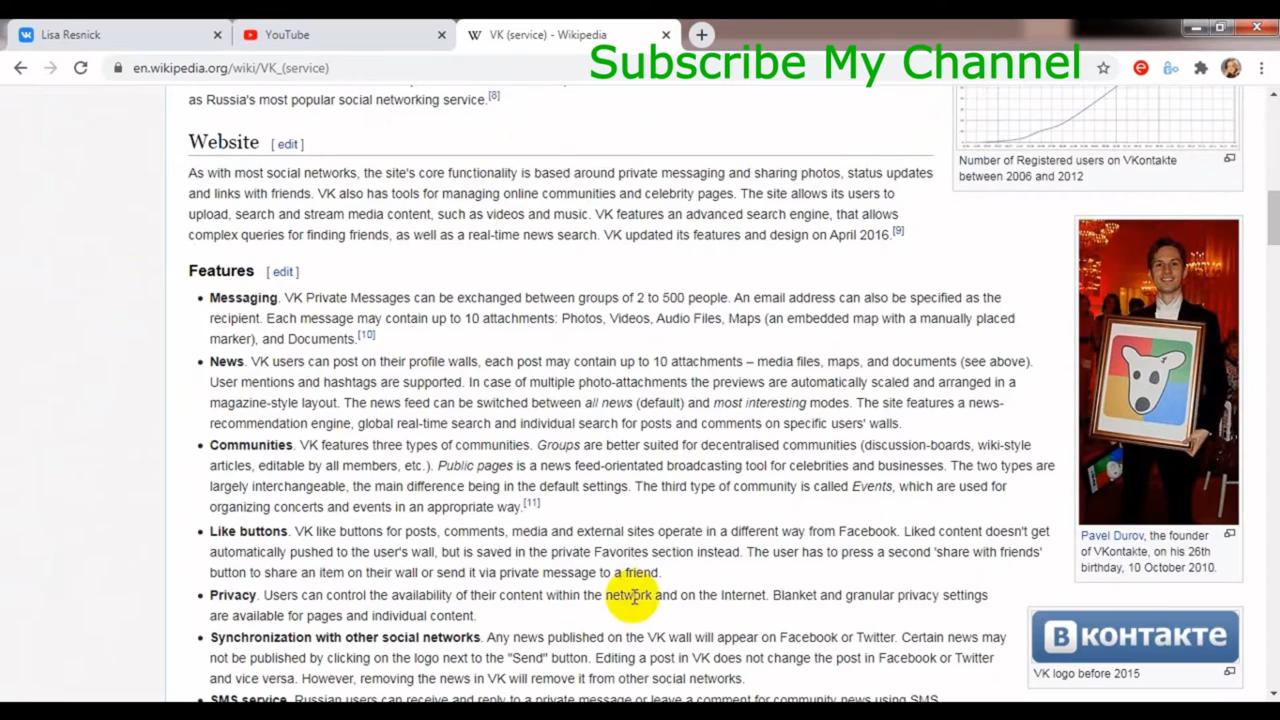 Lisa Resnick
YouTube
VK (service) - Wikipedia
Subscribe My Channel
en.wikipedia.org/wiki/VK_(service)
as Russia's most popular social networking service.[8]
Website [ edit ]
As with most social networks, the site's core functionality is based around private messaging and sharing photos, status updates
and links with friends. VK also has tools for managing online communities and celebrity pages. The site allows its users to
upload, search and stream media content, such as videos and music. VK features an advanced search engine, that allows
complex queries for finding friends, as well as a real-time news search. VK updated its features and design on April 2016.[9]
Features [ edit ]
• Messaging. VK Private Messages can be exchanged between groups of 2 to 500 people. An email address can also be specified as the
recipient. Each message may contain up to 10 attachments: Photos, Videos, Audio Files, Maps (an embedded map with a manually placed
marker), and Documents.[10]
• News. VK users can post on their profile walls, each post may contain up to 10 attachments – media files, maps, and documents (see above).
User mentions and hashtags are supported. In case of multiple photo-attachments the previews are automatically scaled and arranged in a
magazine-style layout. The news feed can be switched between all news (default) and most interesting modes. The site features a news-
recommendation engine, global real-time search and individual search for posts and comments on specific users' walls.
• Communities. VK features three types of communities. Groups are better suited for decentralised communities (discussion-boards, wiki-style
articles, editable by all members, etc.). Public pages is a news feed-orientated broadcasting tool for celebrities and businesses. The two types are
largely interchangeable, the main difference being in the default settings. The third type of community is called Events, which are used for
organizing concerts and events in an appropriate way.[11]
• Like buttons. VK like buttons for posts, comments, media and external sites operate in a different way from Facebook. Liked content doesn't get
automatically pushed to the user's wall, but is saved in the private Favorites section instead. The user has to press a second 'share with friends'
button to share an item on their wall or send it via private message to a friend.
• Privacy. Users can control the availability of their content within the network and on the Internet. Blanket and granular privacy settings
are available for pages and individual content.
• Synchronization with other social networks. Any news published on the VK wall will appear on Facebook or Twitter. Certain news may
not be published by clicking on the logo next to the "Send" button. Editing a post in VK does not change the post in Facebook or Twitter
and vice versa. However, removing the news in VK will remove it from other social networks.
• SMS service. Russian users can receive and reply to a private message or leave a comment for community news using SMS.
Number of Registered users on VKontakte
between 2006 and 2012
Pavel Durov, the founder
of VKontakte, on his 26th
birthday, 10 October 2010.
В контакте
VK logo before 2015